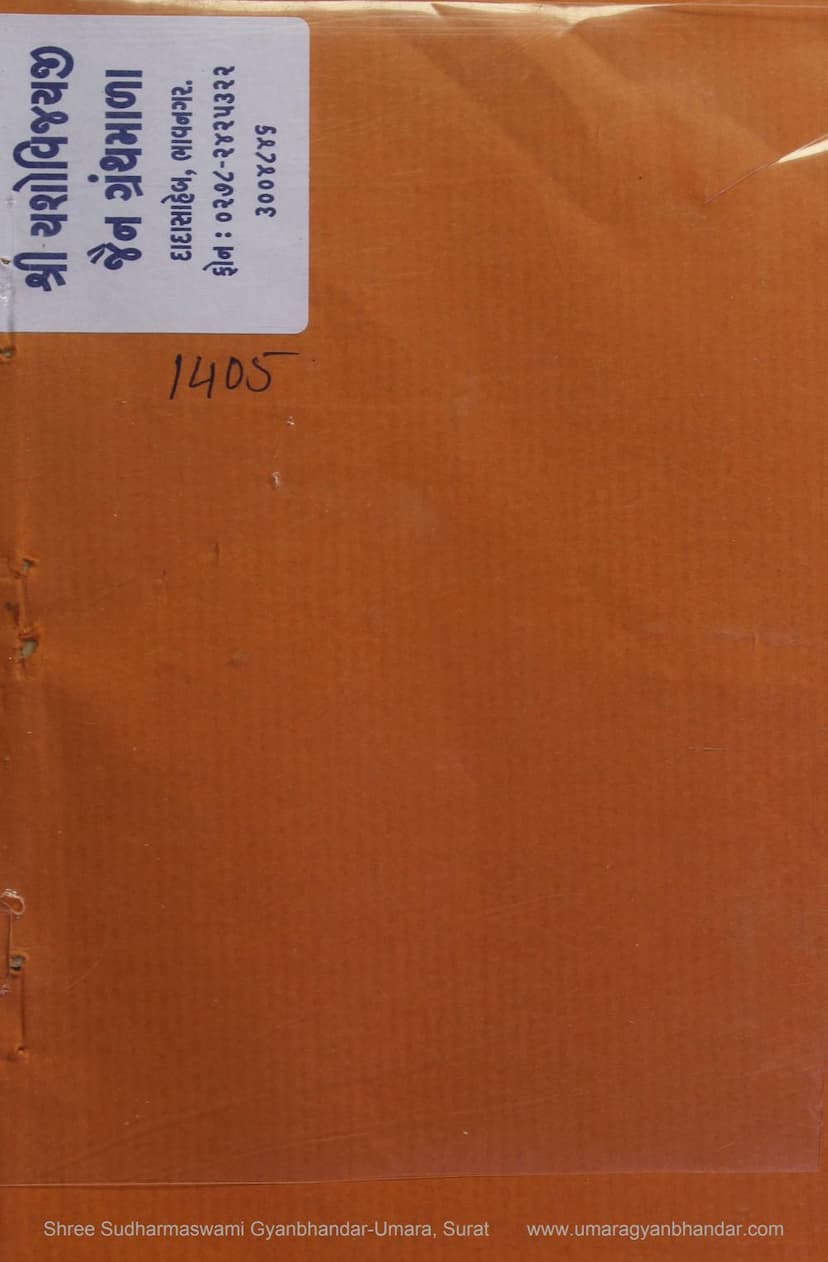 શ્રી યશોવિજયજી
જૈન ગ્રંથમાળા
દાદાસાહેબ, ભાવનગર.
ફોન : ૦૨૭૮-૨૪૨૫૩૨૨
૩૦૦૪૮૪૬
1405
Shree Sudharmaswami Gyanbhandar-Umara, Surat www.umaragyanbhandar.com